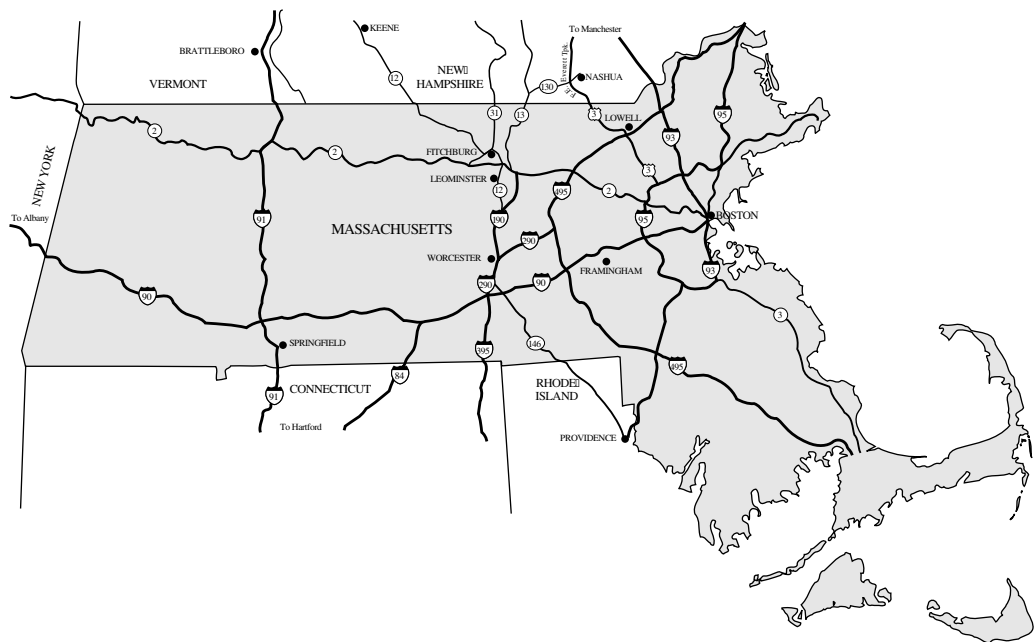 To Manchester
KEENE
BRATTLEBORO
NEW
HAMPSHIRE
VERMONT
F.E. Everett Tpk
NASHUA
12
130
31
13
3
LOWELL
95
93
2
2
FITCHBURG
LEOMINSTER
3
12
495
2
NEW YORK
To Albany
91
190
95
BOSTON
MASSACHUSETTS
290
WORCESTER
FRAMINGHAM
93
290
90
90
3
SPRINGFIELD
146
395
84
495
CONNECTICUT
91
RHODE
ISLAND
To Hartford
PROVIDENCE